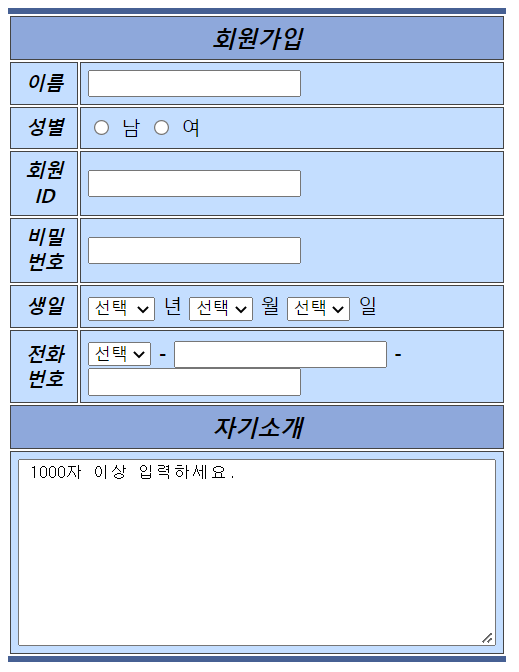 회원가입
이름
성별 남 여
회원
ID
비밀
번호
생일 선택 년 선택 월 선택 일
전화
번호 선택 - -
자기소개
1000자 이상 입력하세요.